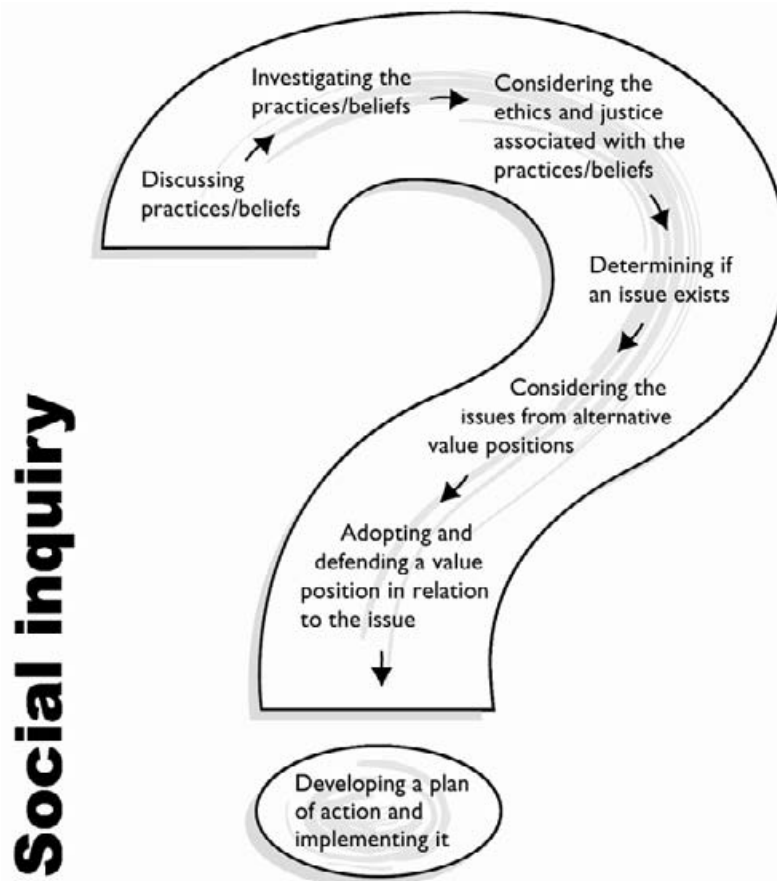 Social inquiry
Discussing
practices/beliefs
Investigating the
practices/beliefs
Considering the
ethics and justice
associated with the
practices/beliefs
Determining if
an issue exists
Considering the
issues from alternative
value positions
Adopting and
defending a value
position in relation
to the issue
Developing a plan
of action and
implementing it